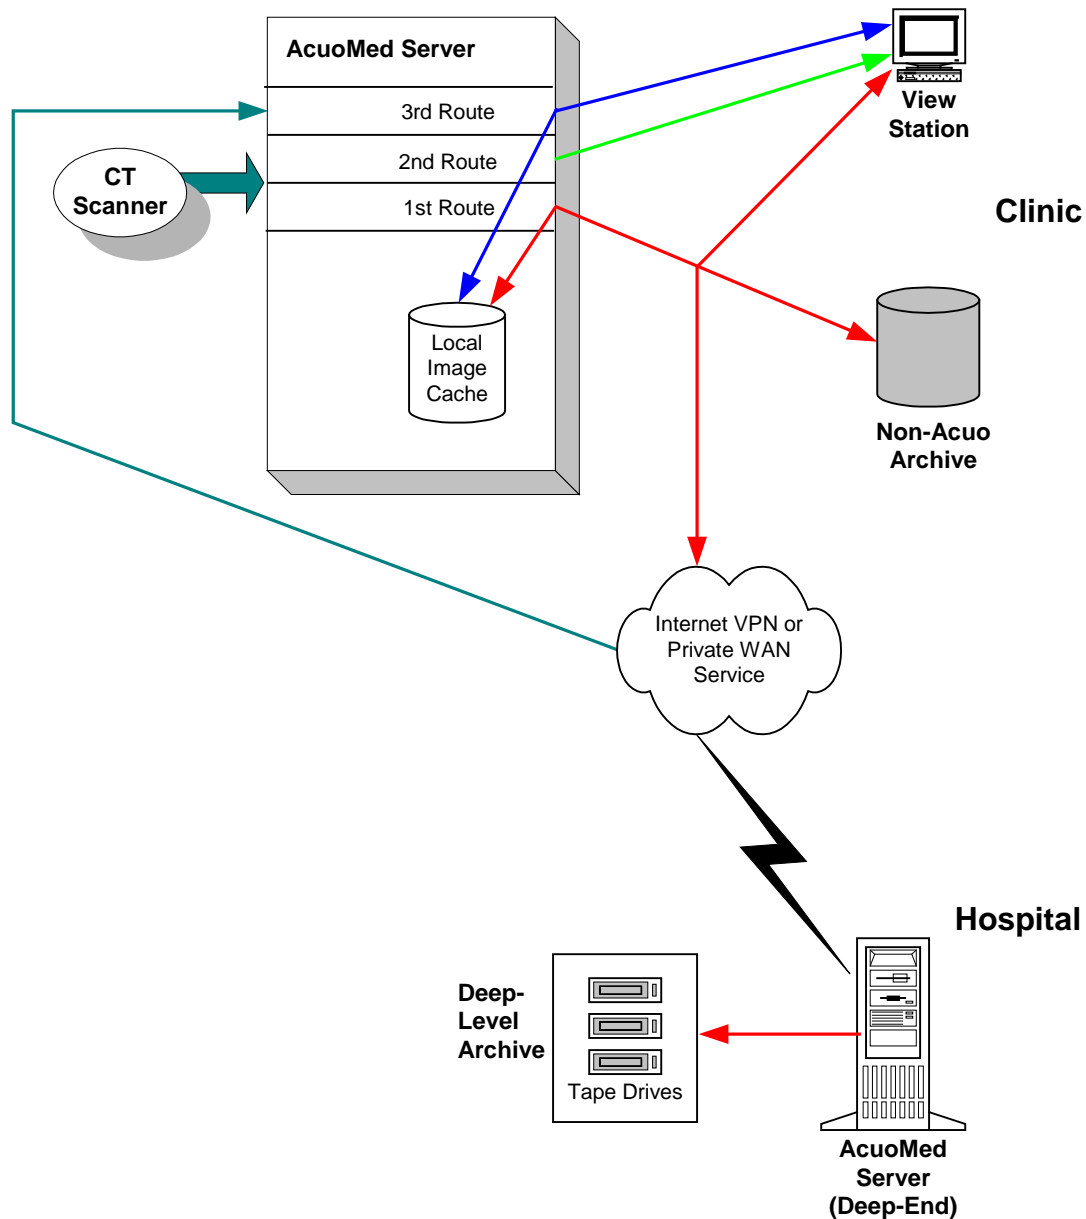 AcuoMed Server
3rd Route
2nd Route
1st Route
CT
Scanner
Local
Image
Cache
View
Station
Clinic
Non-Acuo
Archive
Internet VPN or
Private WAN
Service
Hospital
Deep-
Level
Archive
Tape Drives
AcuoMed
Server
(Deep-End)